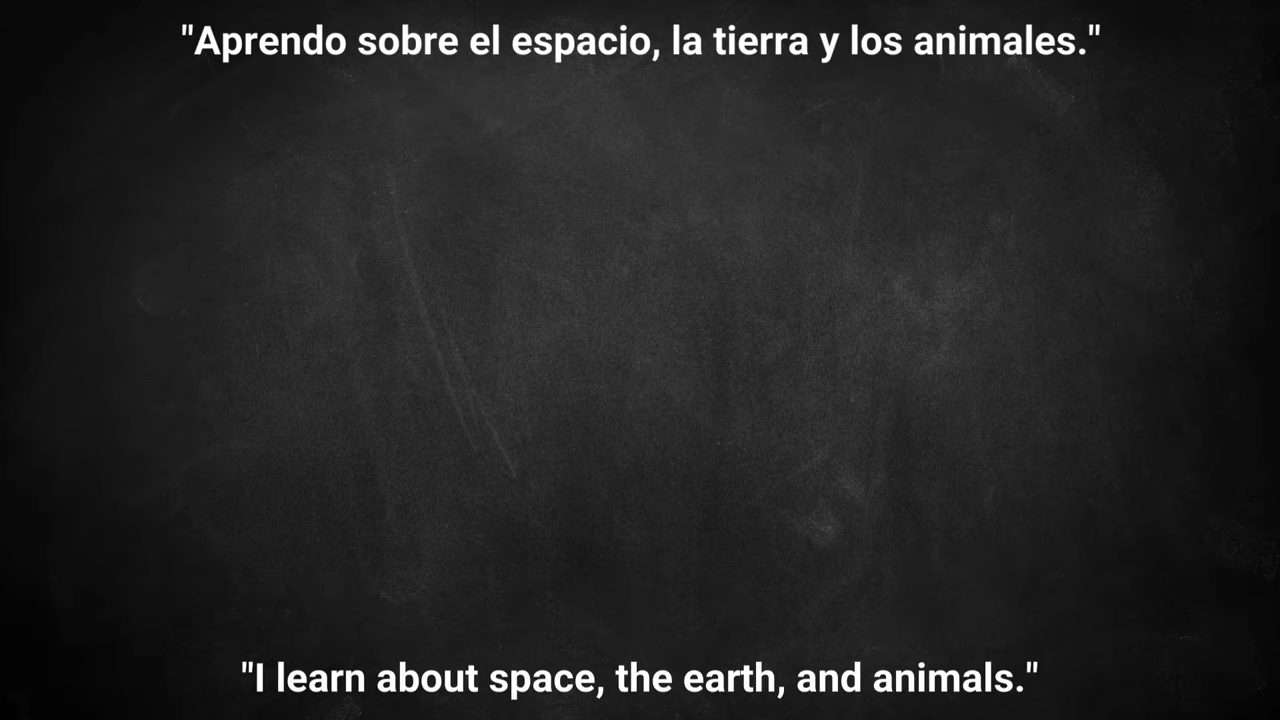 "Aprendo sobre el espacio, la tierra y los animales."
"I learn about space, the earth, and animals."